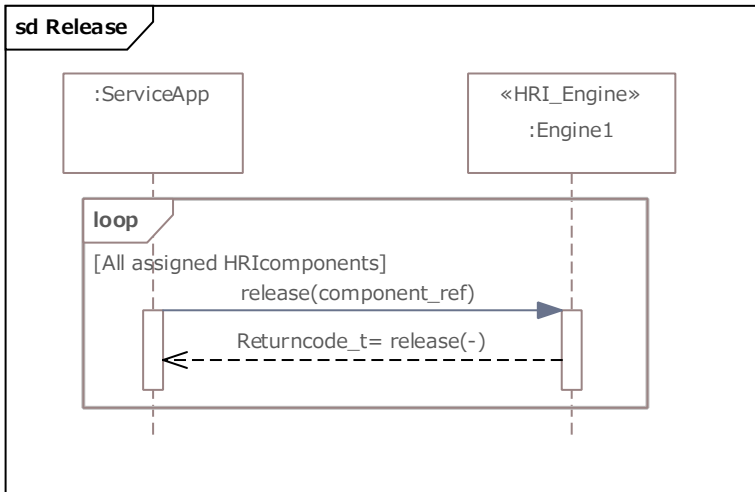 sd Release
:ServiceApp
«HRI_Engine»
:Engine1
loop
[All assigned HRIcomponents]
release(component_ref)
Returncode_t= release(-)